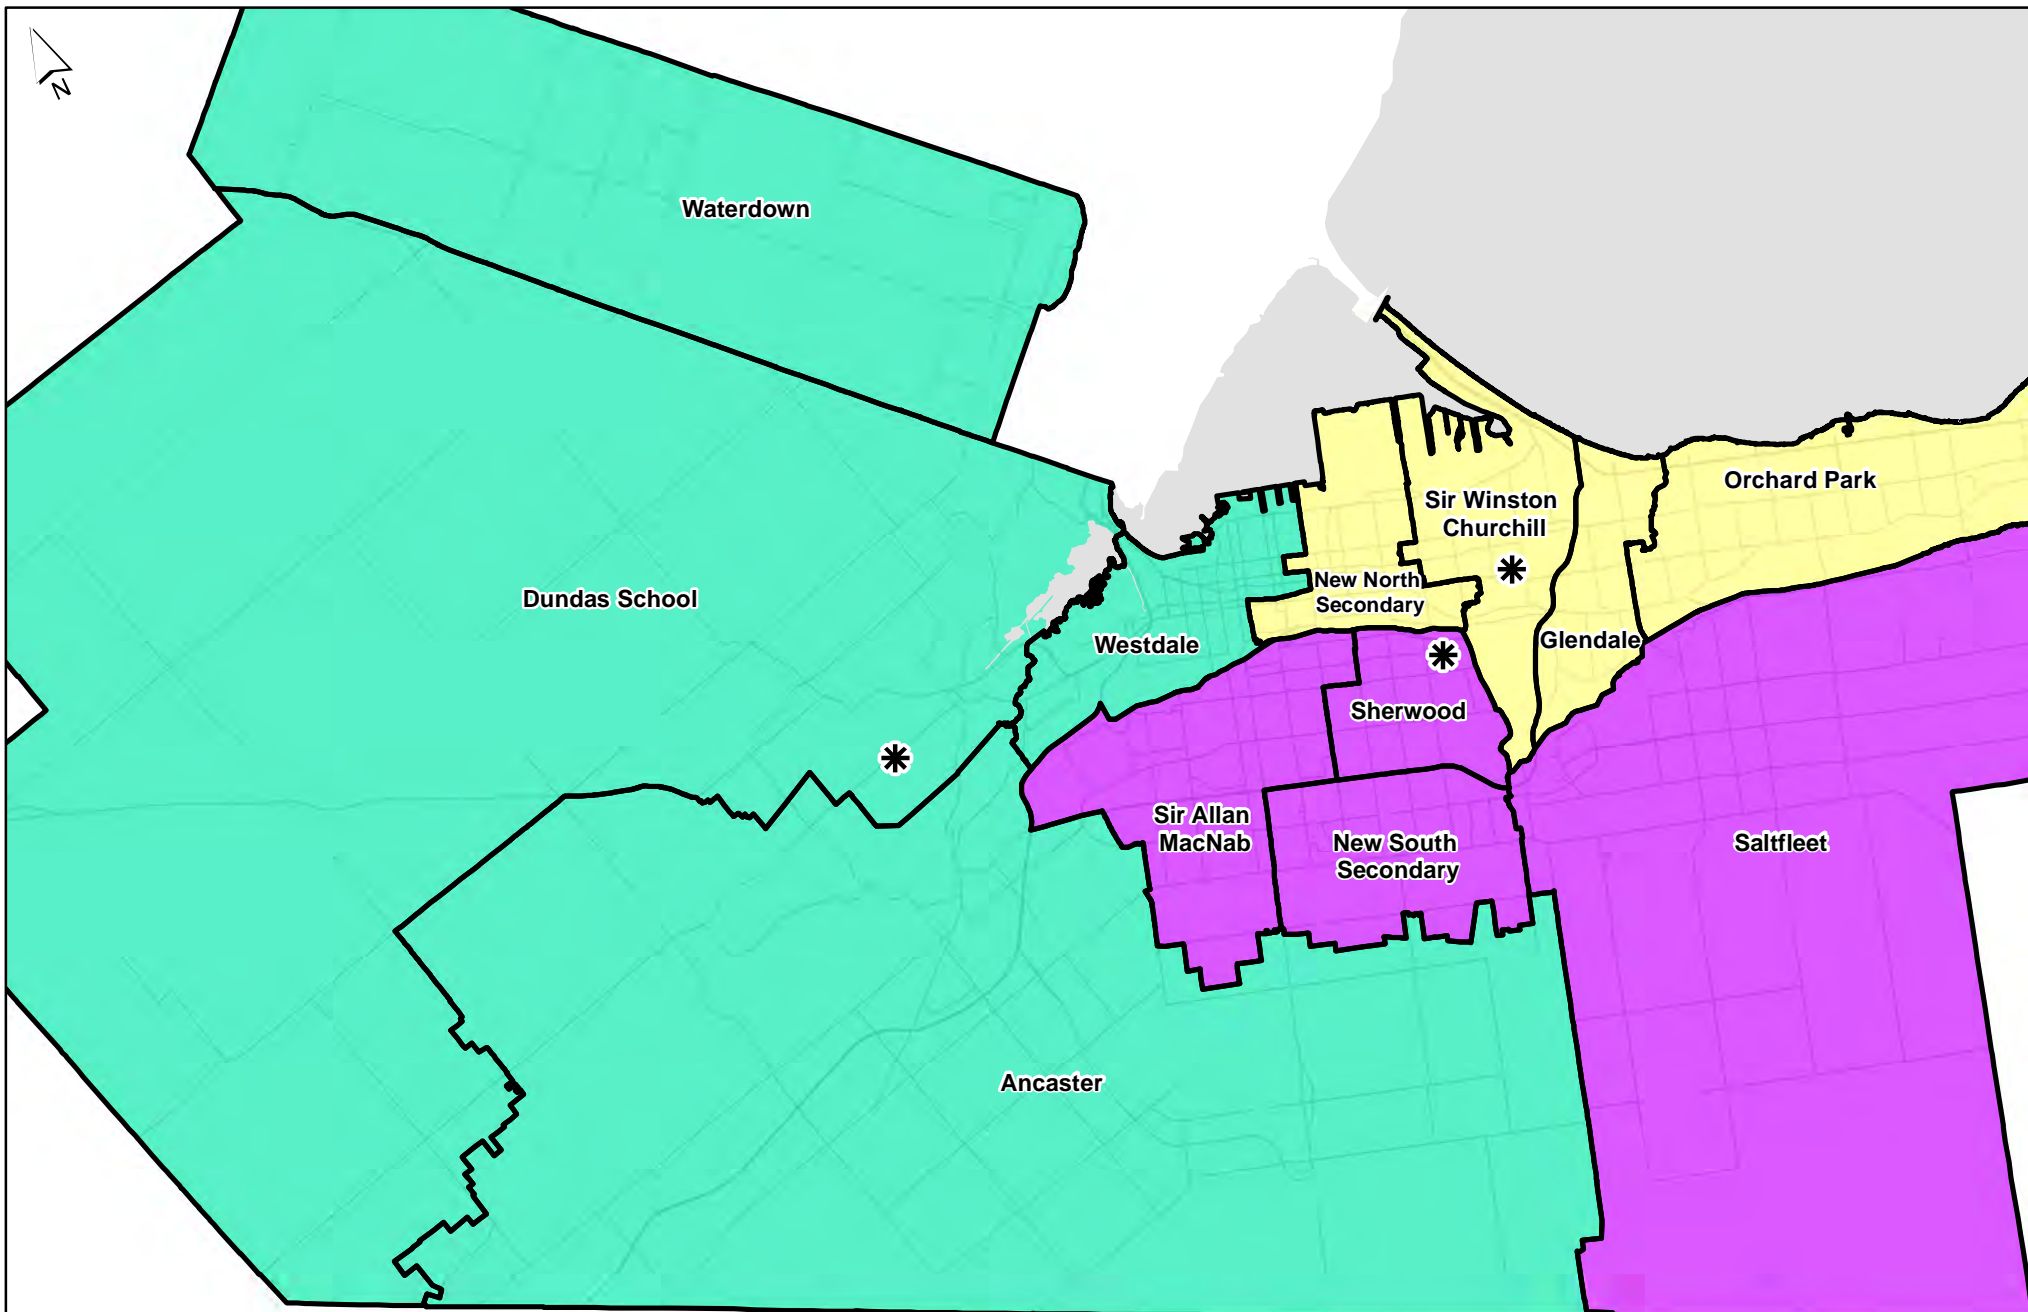 N
Waterdown
Orchard Park
Sir Winston
Churchill
New North
Secondary
Dundas School
Westdale
Glendale
Sherwood
Sir Allan
MacNab
New South
Secondary
Saltfleet
Ancaster